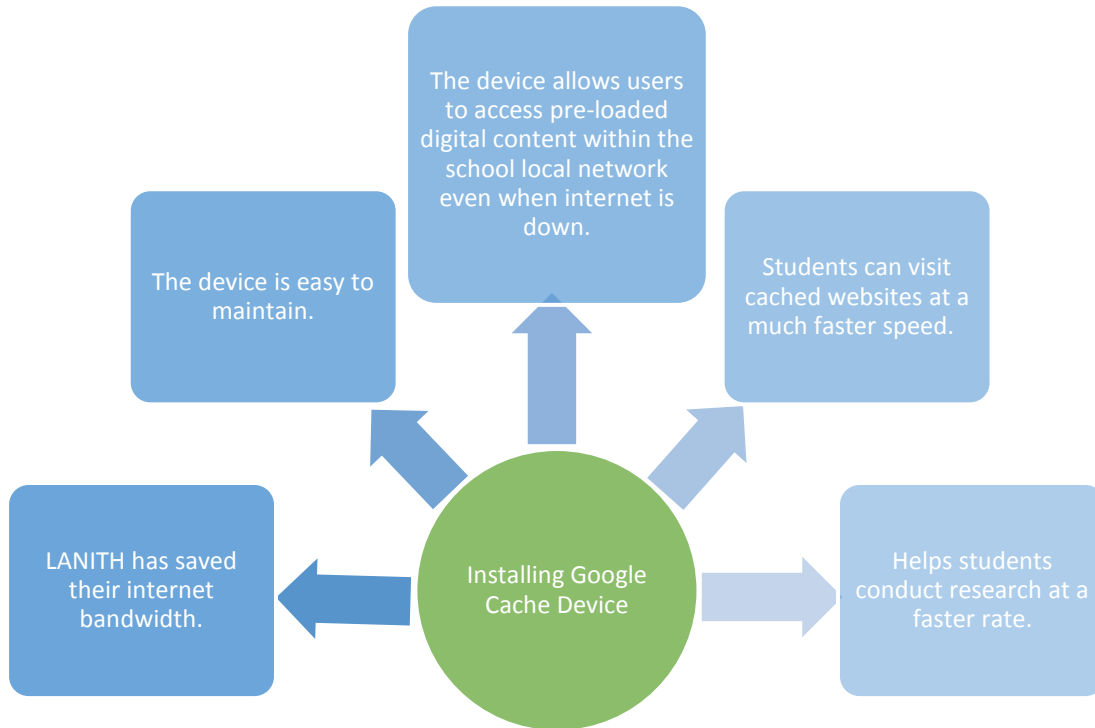 The device allows users
to access pre-loaded
digital content within the
school local network
even when internet is
down.
The device is easy to
maintain.
Students can visit
cached websites at a
much faster speed.
LANITH has saved
their internet
bandwidth.
Installing Google
Cache Device
Helps students
conduct research at a
faster rate.